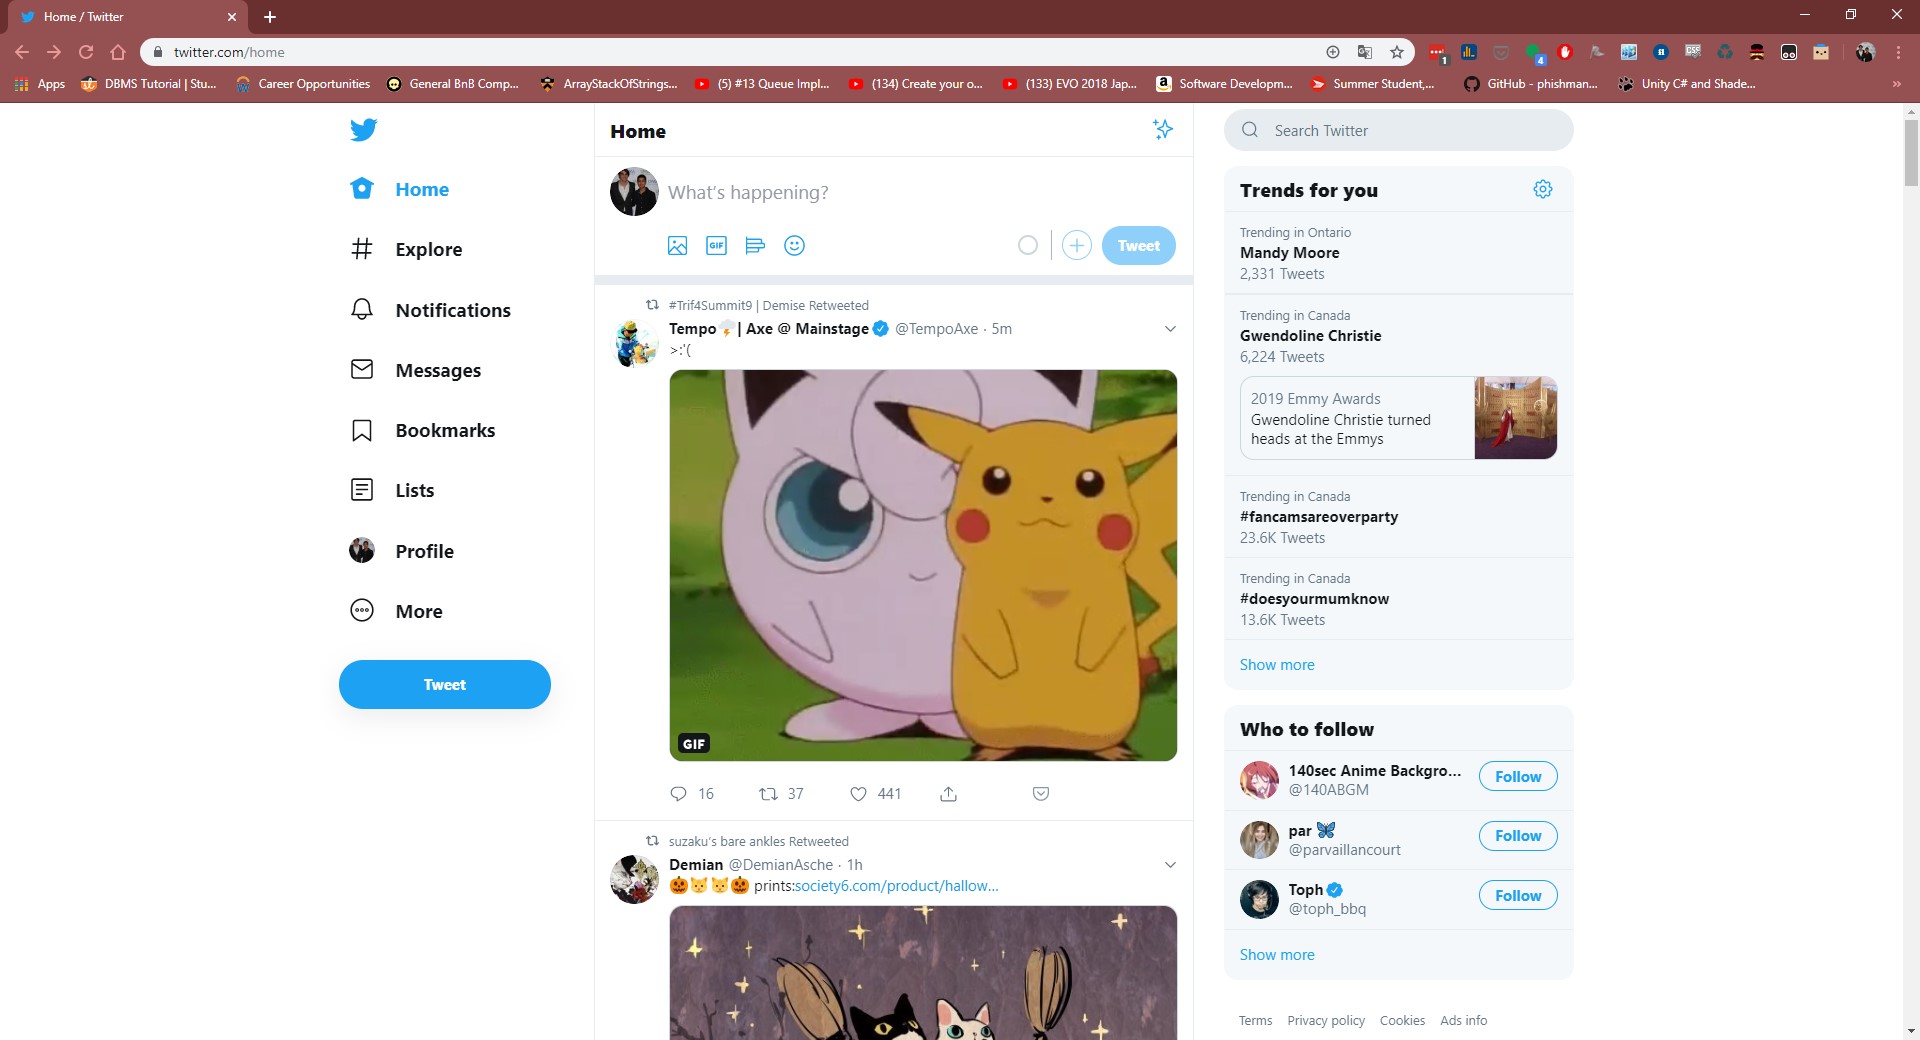 Home / Twitter
twitter.com/home
1
4
Apps
DBMS Tutorial | Stu...
Career Opportunities
General BnB Comp...
ArrayStackOfStrings...
(5) #13 Queue Impl...
(134) Create your o...
(133) EVO 2018 Jap...
Software Developm...
Summer Student,...
GitHub - phishman...
Unity C# and Shade...
»
Home
Explore
Notifications
Messages
Bookmarks
Lists
Profile
More
Tweet
Home
What's happening?
GIF
Tweet
#Trif4Summit9 | Demise Retweeted
Tempo🌩️| Axe @ Mainstage @TempoAxe · 5m
>:'(
GIF
16 37 441
suzaku's bare ankles Retweeted
Demian @DemianAsche · 1h
🎃🐱🐱🎃 prints:society6.com/product/hallow...
Search Twitter
Trends for you
Trending in Ontario
Mandy Moore
2,331 Tweets
Trending in Canada
Gwendoline Christie
6,224 Tweets
2019 Emmy Awards
Gwendoline Christie turned
heads at the Emmys
Trending in Canada
#fancamsareoverparty
23.6K Tweets
Trending in Canada
#doesyourmumknow
13.6K Tweets
Show more
Who to follow
140sec Anime Backgro...
@140ABGM
Follow
par 🦋
@parvaillancourt
Follow
Toph
@toph_bbq
Follow
Show more
Terms Privacy policy Cookies Ads info